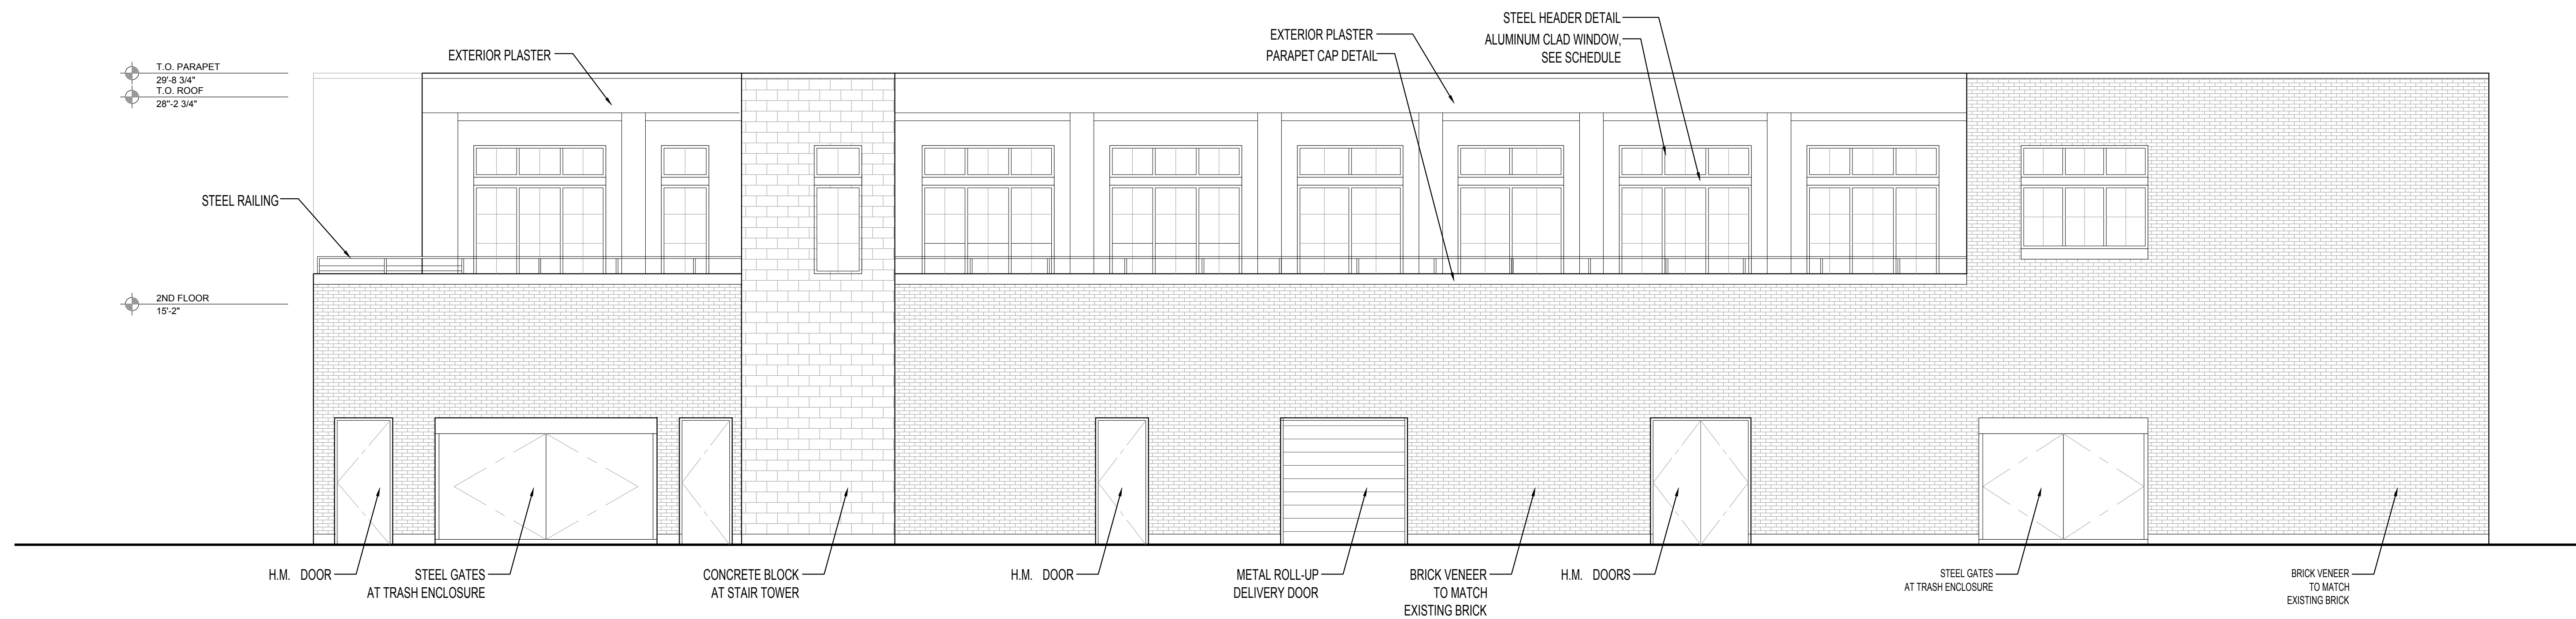 STEEL HEADER DETAIL
EXTERIOR PLASTER
ALUMINUM CLAD WINDOW,
SEE SCHEDULE
EXTERIOR PLASTER
PARAPET CAP DETAIL
T.O. PARAPET
29'-8 3/4"
T.O. ROOF
28"-2 3/4"
STEEL RAILING
2ND FLOOR
15'-2"
H.M. DOOR
STEEL GATES
AT TRASH ENCLOSURE
CONCRETE BLOCK
AT STAIR TOWER
H.M. DOOR
METAL ROLL-UP
DELIVERY DOOR
BRICK VENEER
TO MATCH
EXISTING BRICK
H.M. DOORS
STEEL GATES
AT TRASH ENCLOSURE
BRICK VENEER
TO MATCH
EXISTING BRICK